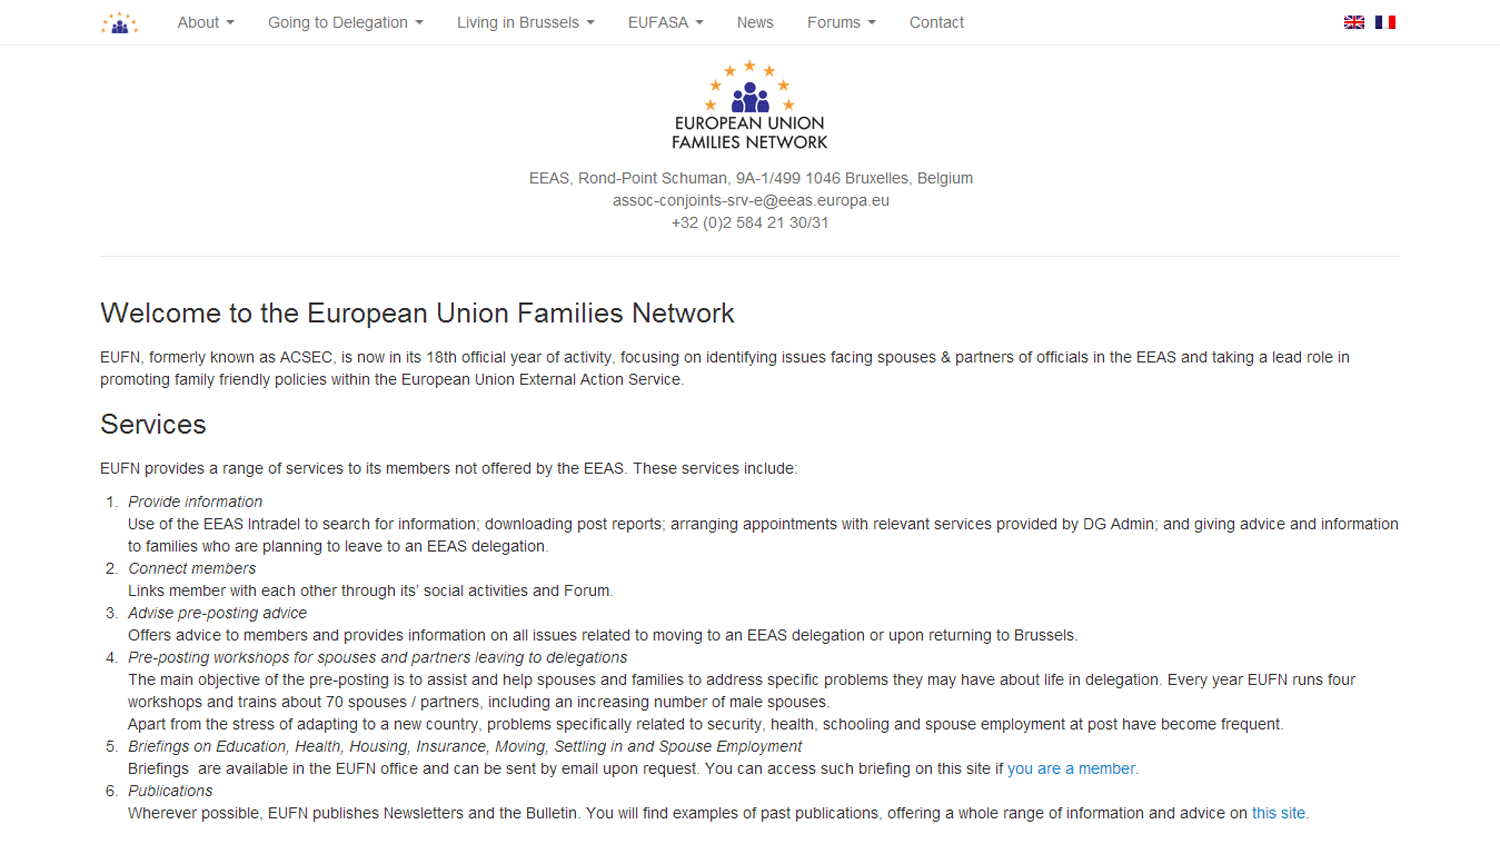 About Going to Delegation Living in Brussels EUFASA News Forums Contact
EUROPEAN UNION
FAMILIES NETWORK
EEAS, Rond-Point Schuman, 9A-1/499 1046 Bruxelles, Belgium
assoc-conjoints-srv-e@eeas.europa.eu
+32 (0)2 584 21 30/31
Welcome to the European Union Families Network
EUFN, formerly known as ACSEC, is now in its 18th official year of activity, focusing on identifying issues facing spouses & partners of officials in the EEAS and taking a lead role in
promoting family friendly policies within the European Union External Action Service.
Services
EUFN provides a range of services to its members not offered by the EEAS. These services include:
1. Provide information
Use of the EEAS Intradel to search for information; downloading post reports; arranging appointments with relevant services provided by DG Admin; and giving advice and information
to families who are planning to leave to an EEAS delegation.
2. Connect members
Links member with each other through its' social activities and Forum.
3. Advise pre-posting advice
Offers advice to members and provides information on all issues related to moving to an EEAS delegation or upon returning to Brussels.
4. Pre-posting workshops for spouses and partners leaving to delegations
The main objective of the pre-posting is to assist and help spouses and families to address specific problems they may have about life in delegation. Every year EUFN runs four
workshops and trains about 70 spouses / partners, including an increasing number of male spouses.
Apart from the stress of adapting to a new country, problems specifically related to security, health, schooling and spouse employment at post have become frequent.
5. Briefings on Education, Health, Housing, Insurance, Moving, Settling in and Spouse Employment
Briefings are available in the EUFN office and can be sent by email upon request. You can access such briefing on this site if you are a member.
6. Publications
Wherever possible, EUFN publishes Newsletters and the Bulletin. You will find examples of past publications, offering a whole range of information and advice on this site.